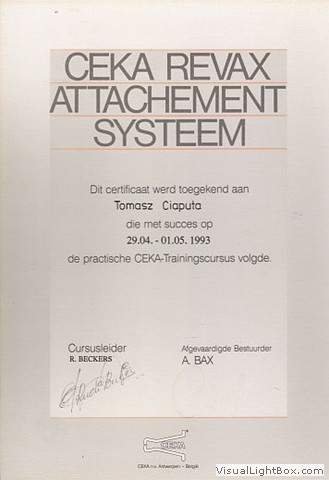 CEKA REVAX
ATTACHEMENT
SYSTEEM
Dit certificaat werd toegekend aan
Tomasz Ciaputa
die met succes op
29.04. - 01.05. 1993
de practische CEKA-Trainingscursus volgde.
Cursusleider
R. BECKERS
Afgevaardigde Bestuurder
A. BAX
CEKA
CEKA n.v. Antwerpen - België
VisualLightBox.com